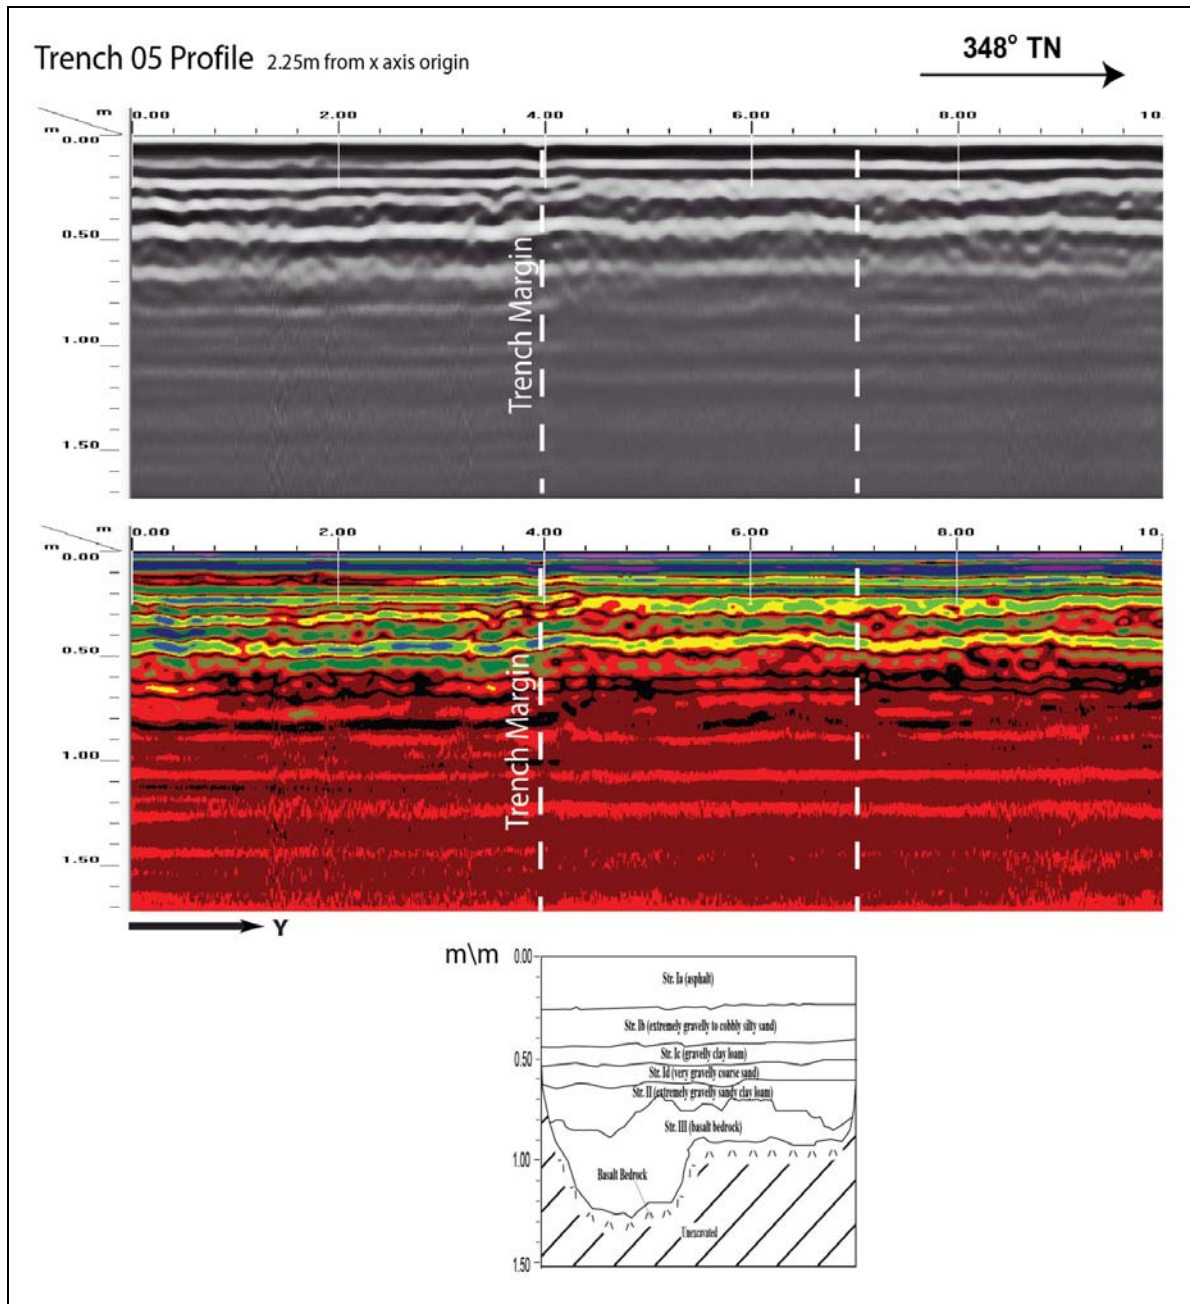 Trench 05 Profile 2.25m from x axis origin
348° TN
m
0.00 2.00 4.00 6.00 8.00 10.
m
0.00
0.50
1.00
1.50
Trench Margin
m
0.00 2.00 4.00 6.00 8.00 10.
m
0.00
0.50
1.00
1.50
Trench Margin
Y
m\m
0.00
Str. Ia (asphalt)
Str. Ib (extremely gravelly to cobbly silty sand)
0.50
Str. Ic (gravelly clay loam)
Str. Id (very gravelly coarse sand)
Str. II (extremely gravelly sandy clay loam)
Str. III (basalt bedrock)
1.00
Basalt Bedrock
Unexcavated
1.50